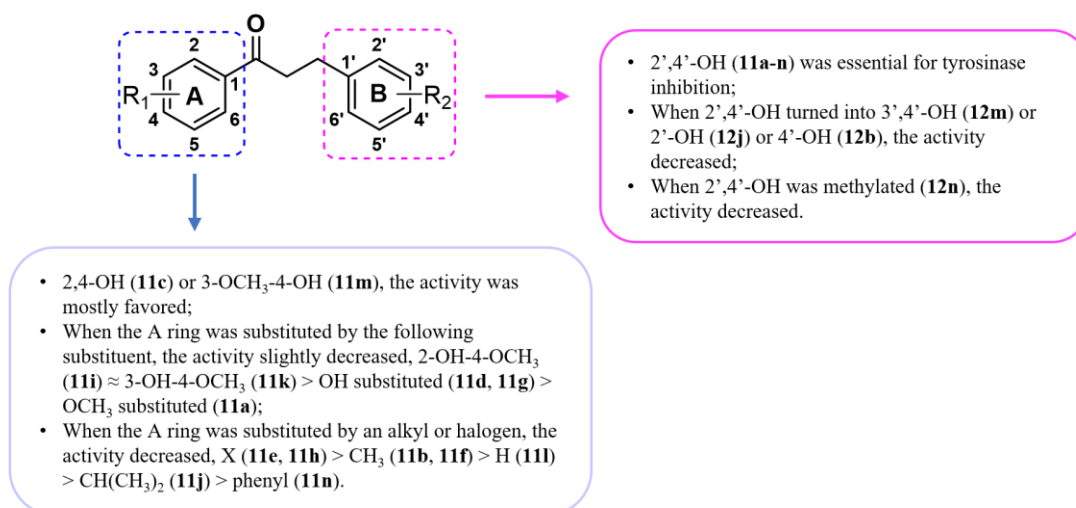 O
2
3
1
R₁
A
4
6
5
1'
2'
3'
B
R₂
6'
4'
5'
• 2’,4’-OH (11a-n) was essential for tyrosinase
inhibition;
• When 2’,4’-OH turned into 3’,4’-OH (12m) or
2’-OH (12j) or 4’-OH (12b), the activity
decreased;
• When 2’,4’-OH was methylated (12n), the
activity decreased.
• 2,4-OH (11c) or 3-OCH₃-4-OH (11m), the activity was
mostly favored;
• When the A ring was substituted by the following
substituent, the activity slightly decreased, 2-OH-4-OCH₃
(11i) ≈ 3-OH-4-OCH₃ (11k) > OH substituted (11d, 11g) >
OCH₃ substituted (11a);
• When the A ring was substituted by an alkyl or halogen, the
activity decreased, X (11e, 11h) > CH₃ (11b, 11f) > H (11l)
> CH(CH₃)₂ (11j) > phenyl (11n).